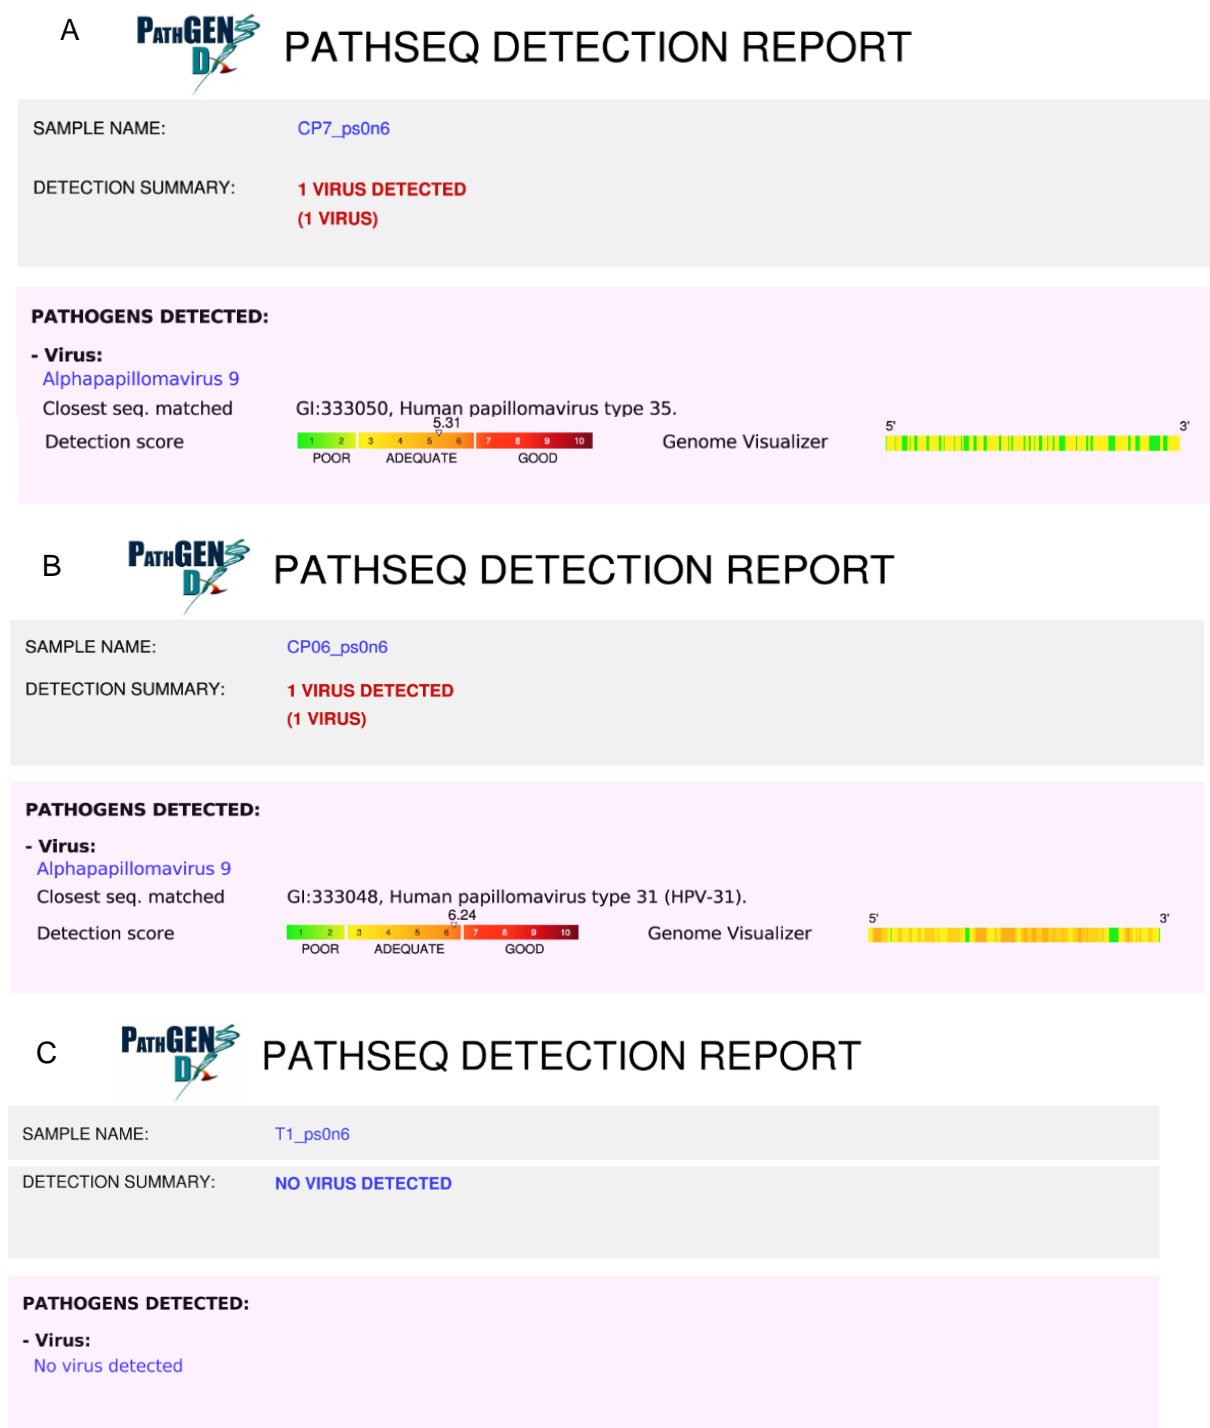 A
PATHGEN
DX
PATHSEQ DETECTION REPORT
SAMPLE NAME: CP7_ps0n6
DETECTION SUMMARY: 1 VIRUS DETECTED
(1 VIRUS)
PATHOGENS DETECTED:
- Virus:
Alphapapillomavirus 9
Closest seq. matched GI:333050, Human papillomavirus type 35.
5.31
Detection score 1 2 3 4 5 6 7 8 9 10 Genome Visualizer 5' 3'
POOR ADEQUATE GOOD
B
PATHGEN
DX
PATHSEQ DETECTION REPORT
SAMPLE NAME: CP06_ps0n6
DETECTION SUMMARY: 1 VIRUS DETECTED
(1 VIRUS)
PATHOGENS DETECTED:
- Virus:
Alphapapillomavirus 9
Closest seq. matched GI:333048, Human papillomavirus type 31 (HPV-31).
6.24
Detection score 1 2 3 4 5 6 7 8 9 10 Genome Visualizer 5' 3'
POOR ADEQUATE GOOD
C
PATHGEN
DX
PATHSEQ DETECTION REPORT
SAMPLE NAME: T1_ps0n6
DETECTION SUMMARY: NO VIRUS DETECTED
PATHOGENS DETECTED:
- Virus:
No virus detected